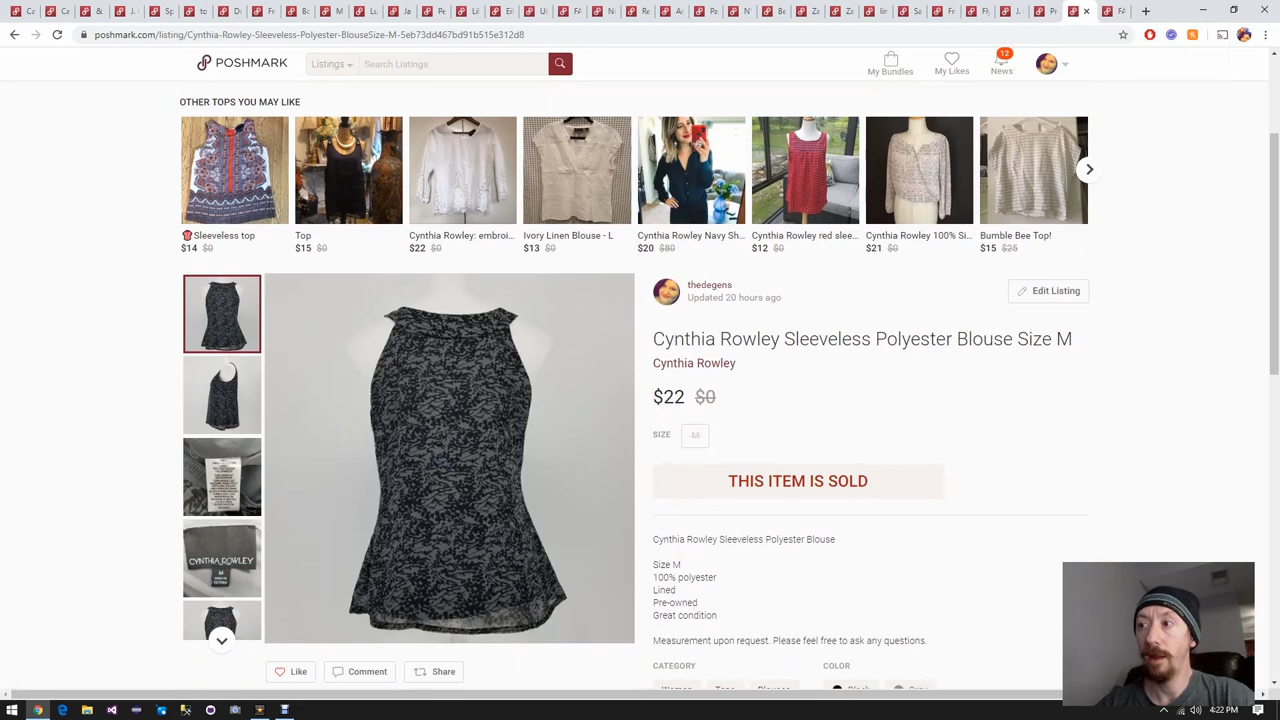 poshmark.com/listing/Cynthia-Rowley-Sleeveless-Polyester-BlouseSize-M-5eb73dd467bd91b515e312d8
POSHMARK
Listings
Search Listings
My Bundles
My Likes
12
News
OTHER TOPS YOU MAY LIKE
Sleeveless top
$14 $0
Top
$15 $0
Cynthia Rowley: embroi...
$22 $0
Ivory Linen Blouse - L
$13 $0
Cynthia Rowley Navy Sh...
$20 $80
Cynthia Rowley red slee...
$12 $0
Cynthia Rowley 100% Si...
$21 $0
Bumble Bee Top!
$15 $25
thedegens
Updated 20 hours ago
Edit Listing
Cynthia Rowley Sleeveless Polyester Blouse Size M
Cynthia Rowley
$22 $0
SIZE
M
THIS ITEM IS SOLD
Cynthia Rowley Sleeveless Polyester Blouse
Size M
100% polyester
Lined
Pre-owned
Great condition
Measurement upon request. Please feel free to ask any questions.
CATEGORY
COLOR
Women
Tops
Blouses
Black
Gray
CYNTHIA ROWLEY
M
Like
Comment
Share
4:22 PM